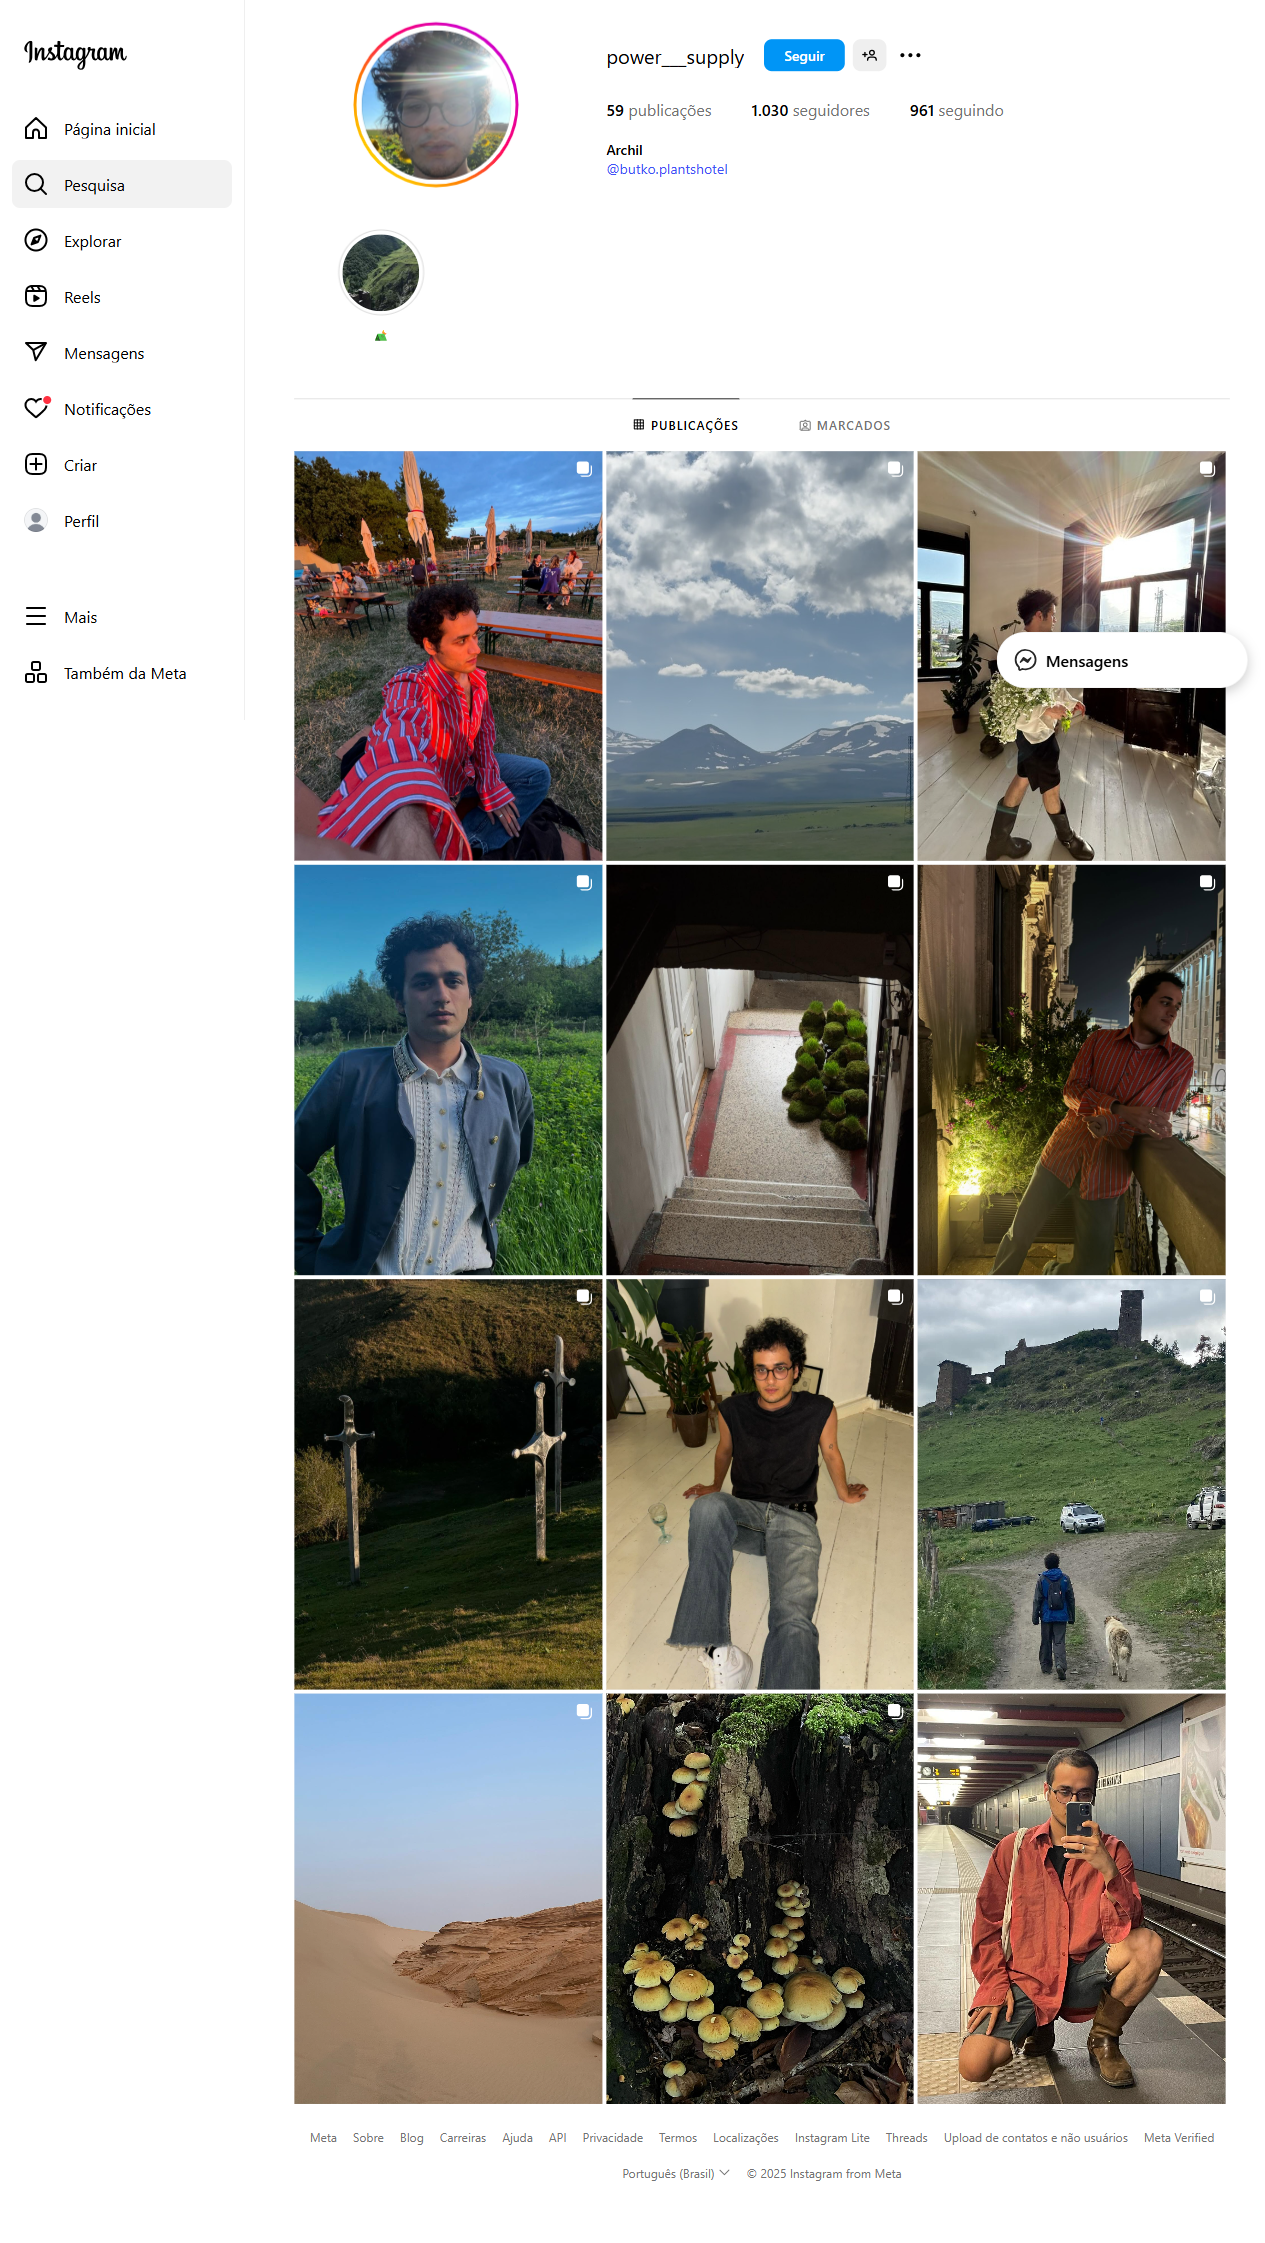 Instagram
Página inicial
Pesquisa
Explorar
Reels
Mensagens
Notificações
Criar
Perfil
Mais
Também da Meta
power___supply
Seguir
59 publicações 1.030 seguidores 961 seguindo
Archil
@butko.plantshotel
PUBLICAÇÕES MARCADOS
Mensagens
Meta Sobre Blog Carreiras Ajuda API Privacidade Termos Localizações Instagram Lite Threads Upload de contatos e não usuários Meta Verified
Português (Brasil) © 2025 Instagram from Meta